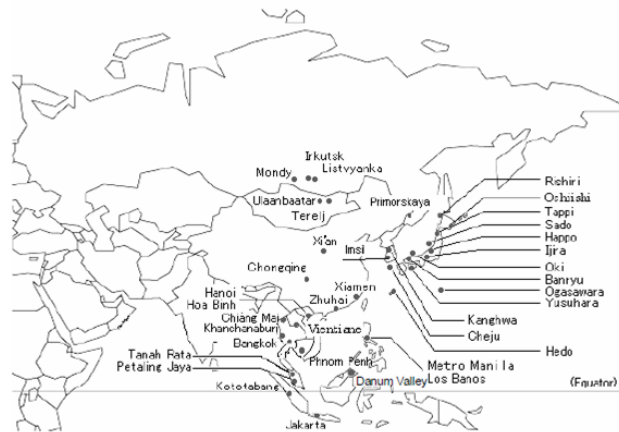 Irkutsk
Listvyanka
Mondy
Ulaanbaatar
Terelj
Primorskaya
Rishiri
Ochiishi
Tappi
Sado
Happo
Ijira
Oki
Banryu
Ogasawara
Yusuhara
Xi'an
Imsi
Chongqing
Xiamen
Hanoi
Hoa Binh
Zhuhai
Kanghwa
Cheju
Hedo
Chiang Mai
Khanchanaburi
Vientiane
Bangkok
Phnom Penh
Metro Manila
Los Banos
Tanah Rata
Petaling Jaya
Danum Valley
(Equator)
Kototabang
Jakarta